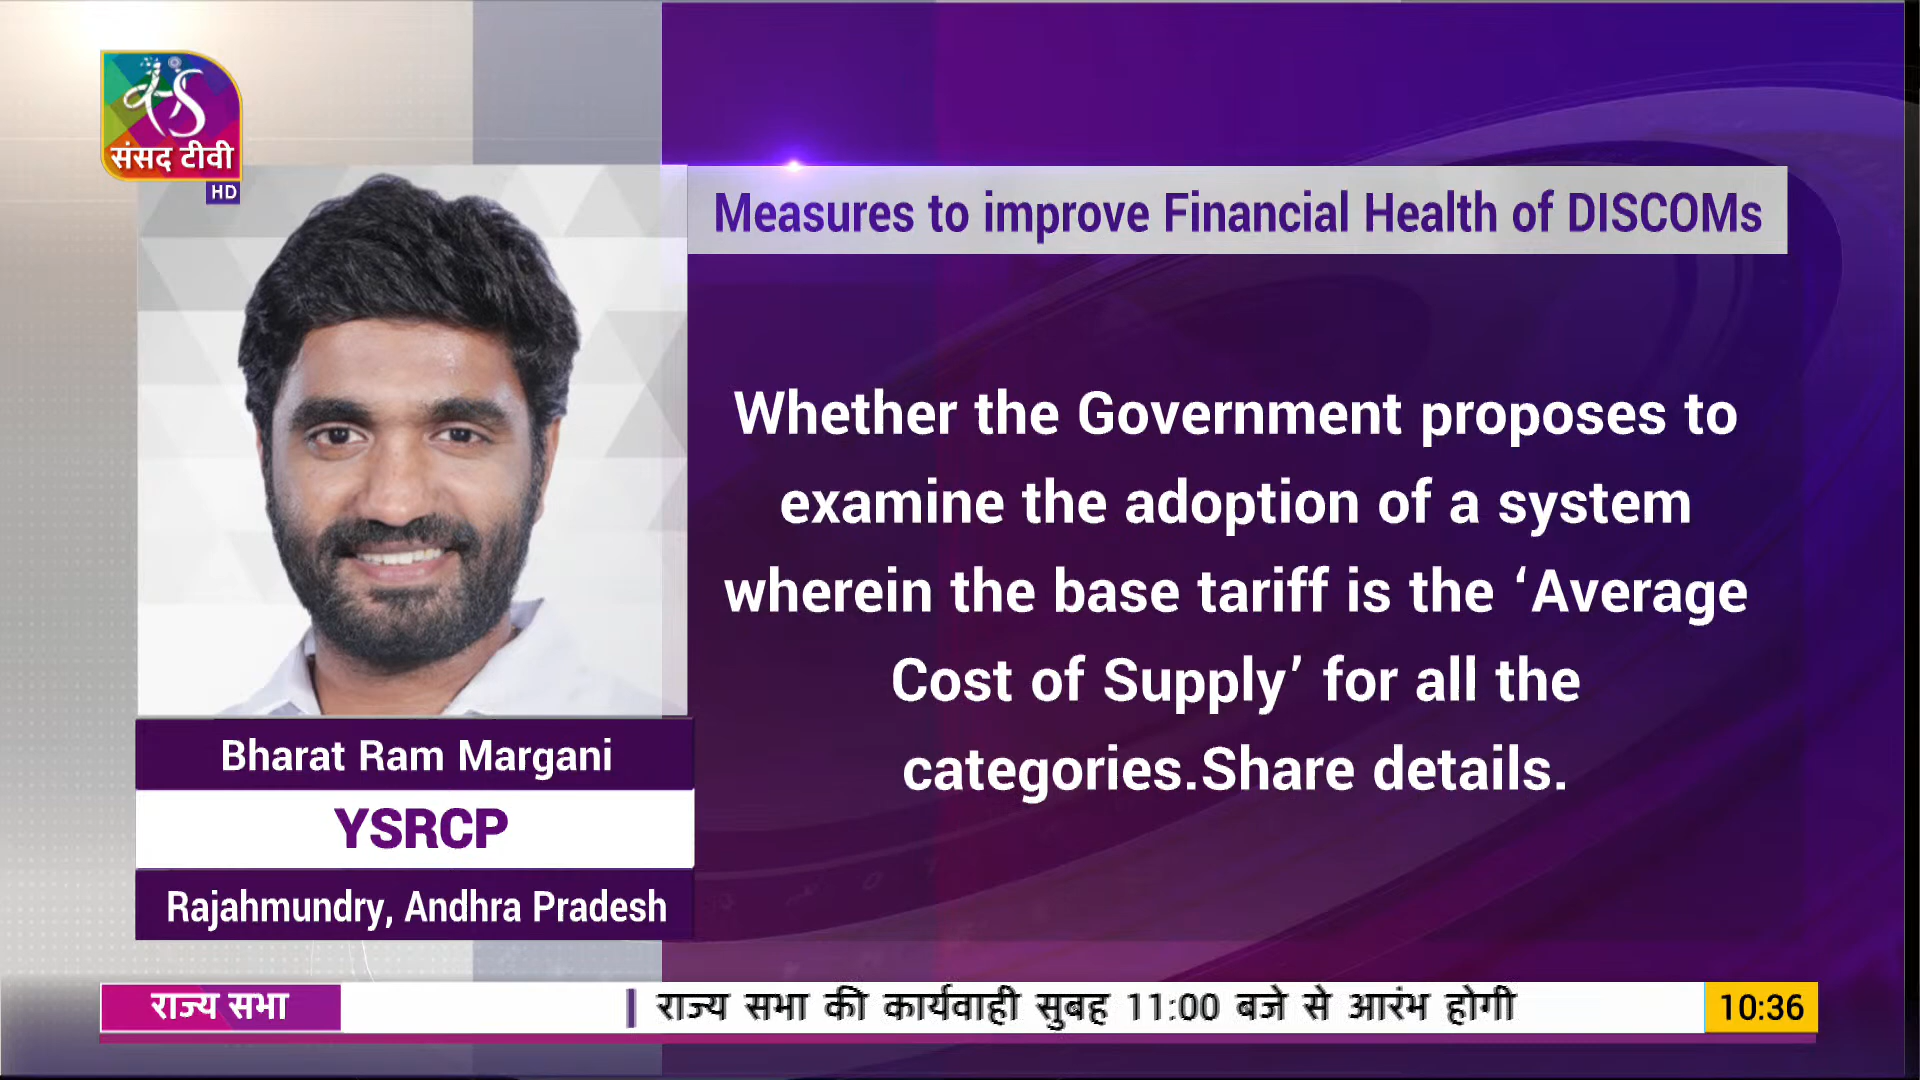 संसद टीवी
HD
Measures to improve Financial Health of DISCOMs
Whether the Government proposes to
examine the adoption of a system
wherein the base tariff is the ‘Average
Cost of Supply’ for all the
categories.Share details.
Bharat Ram Margani
YSRCP
Rajahmundry, Andhra Pradesh
राज्य सभा
राज्य सभा की कार्यवाही सुबह 11:00 बजे से आरंभ होगी
10:36